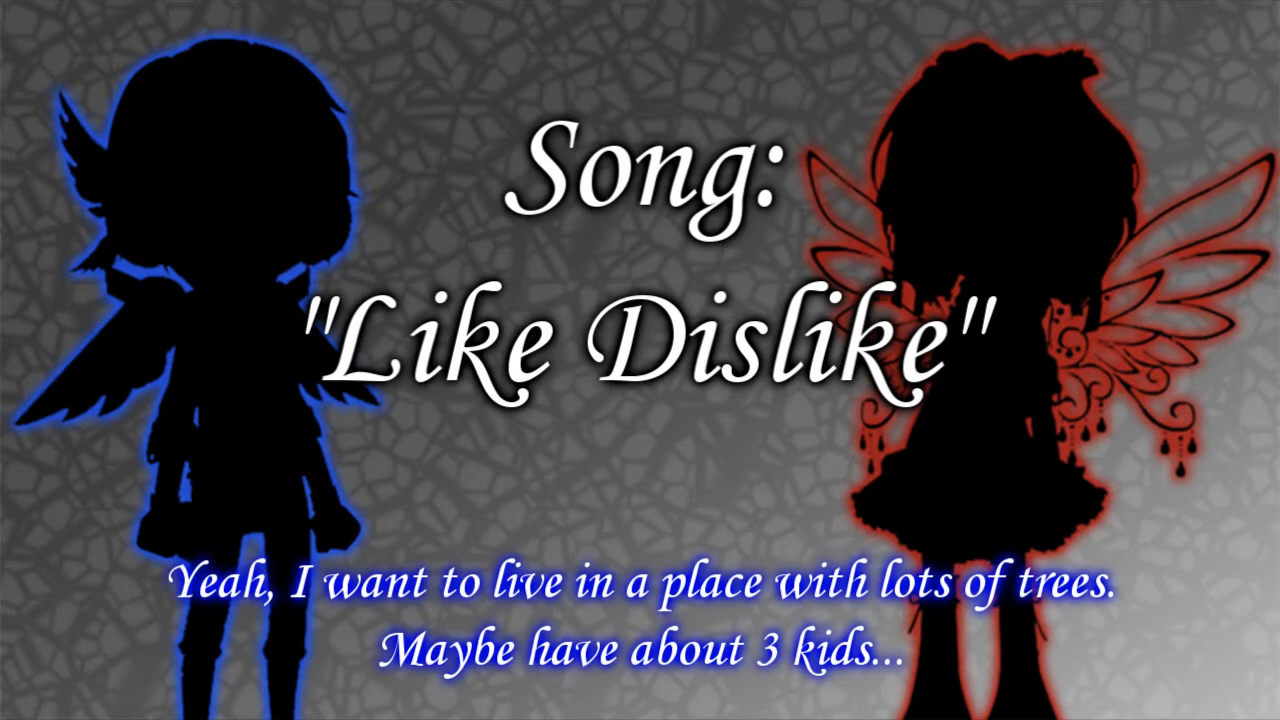 Song:
"Like Dislike"
Yeah, I want to live in a place with lots of trees.
Maybe have about 3 kids...